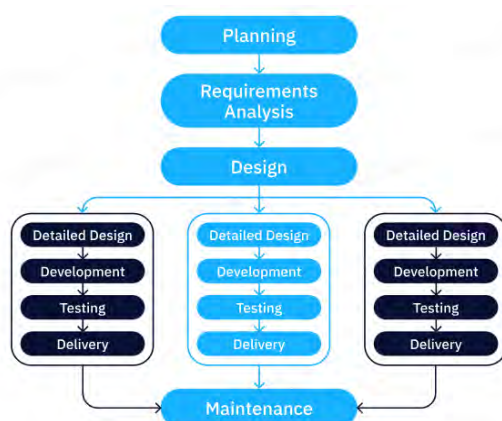 Planning
Requirements
Analysis
Design
Detailed Design
Development
Testing
Delivery
Detailed Design
Development
Testing
Delivery
Detailed Design
Development
Testing
Delivery
Maintenance